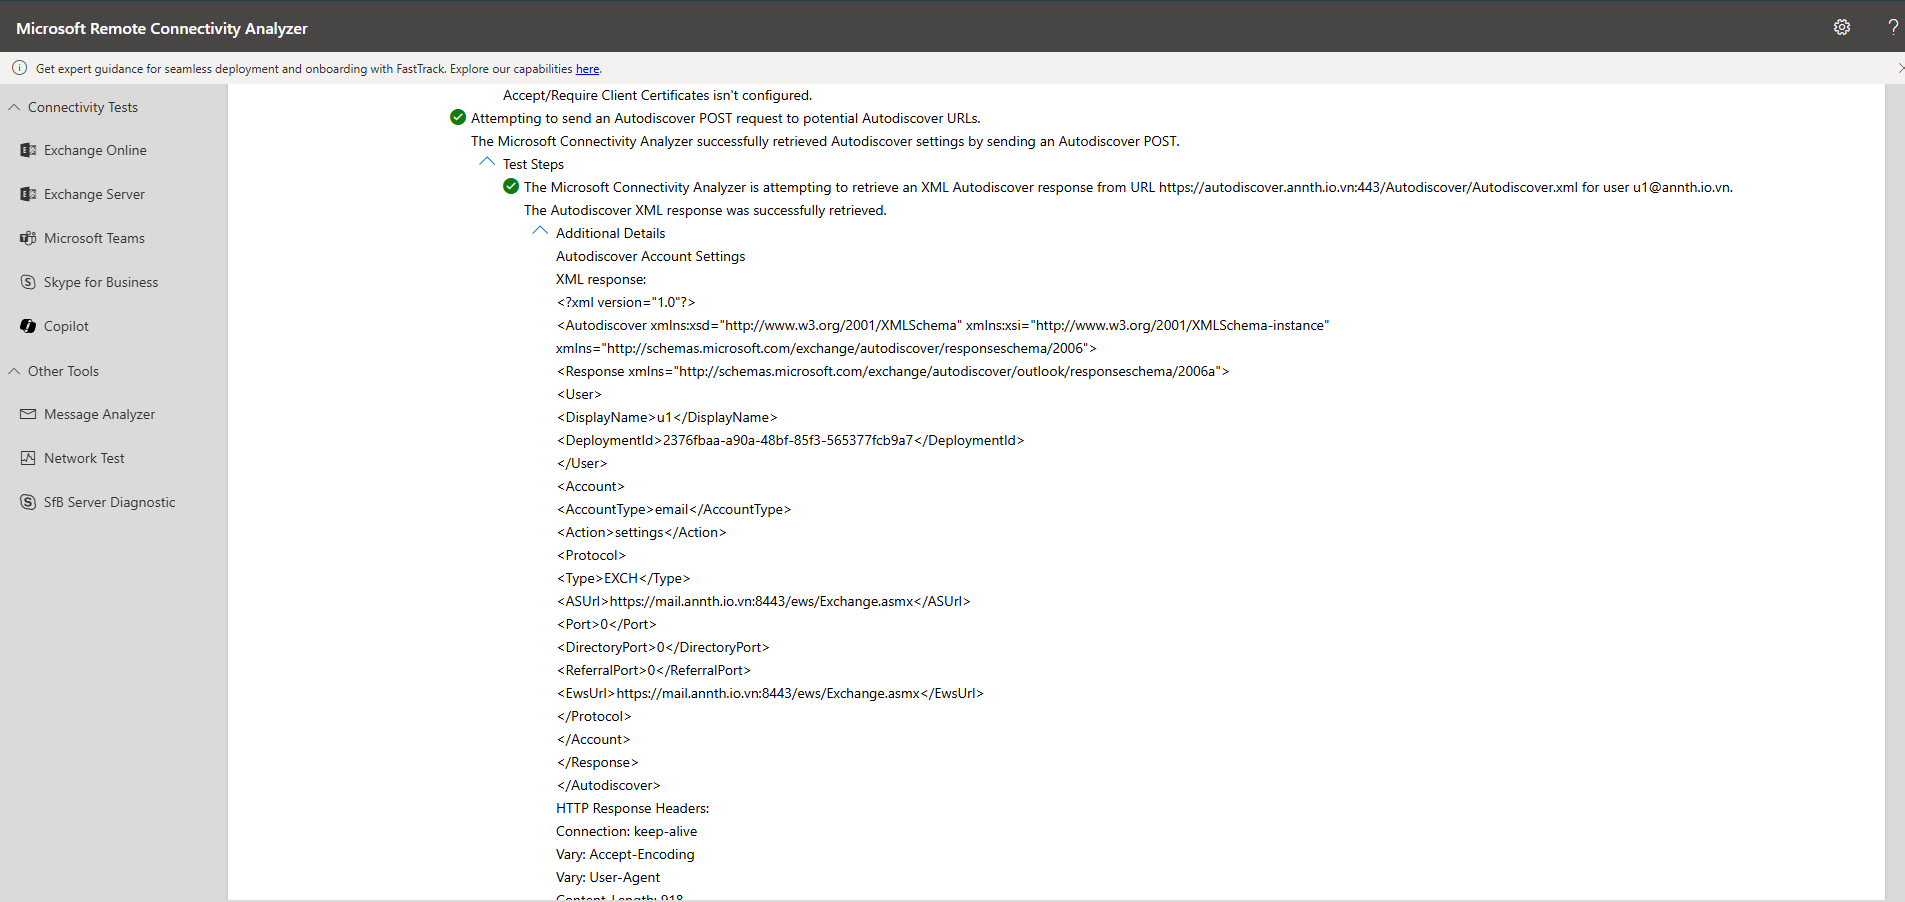 Microsoft Remote Connectivity Analyzer
?
Get expert guidance for seamless deployment and onboarding with FastTrack. Explore our capabilities here.
Connectivity Tests
Exchange Online
Exchange Server
Microsoft Teams
Skype for Business
Copilot
Other Tools
Message Analyzer
Network Test
SfB Server Diagnostic
Accept/Require Client Certificates isn't configured.
Attempting to send an Autodiscover POST request to potential Autodiscover URLs.
The Microsoft Connectivity Analyzer successfully retrieved Autodiscover settings by sending an Autodiscover POST.
Test Steps
The Microsoft Connectivity Analyzer is attempting to retrieve an XML Autodiscover response from URL https://autodiscover.annth.io.vn:443/Autodiscover/Autodiscover.xml for user u1@annth.io.vn.
The Autodiscover XML response was successfully retrieved.
Additional Details
Autodiscover Account Settings
XML response:
<?xml version="1.0"?>
<Autodiscover xmlns:xsd="http://www.w3.org/2001/XMLSchema" xmlns:xsi="http://www.w3.org/2001/XMLSchema-instance"
xmlns="http://schemas.microsoft.com/exchange/autodiscover/responseschema/2006">
<Response xmlns="http://schemas.microsoft.com/exchange/autodiscover/outlook/responseschema/2006a">
<User>
<DisplayName>u1</DisplayName>
<DeploymentId>2376fbaa-a90a-48bf-85f3-565377fcb9a7</DeploymentId>
</User>
<Account>
<AccountType>email</AccountType>
<Action>settings</Action>
<Protocol>
<Type>EXCH</Type>
<ASUrl>https://mail.annth.io.vn:8443/ews/Exchange.asmx</ASUrl>
<Port>0</Port>
<DirectoryPort>0</DirectoryPort>
<ReferralPort>0</ReferralPort>
<EwsUrl>https://mail.annth.io.vn:8443/ews/Exchange.asmx</EwsUrl>
</Protocol>
</Account>
</Response>
</Autodiscover>
HTTP Response Headers:
Connection: keep-alive
Vary: Accept-Encoding
Vary: User-Agent
Content-Length: 918